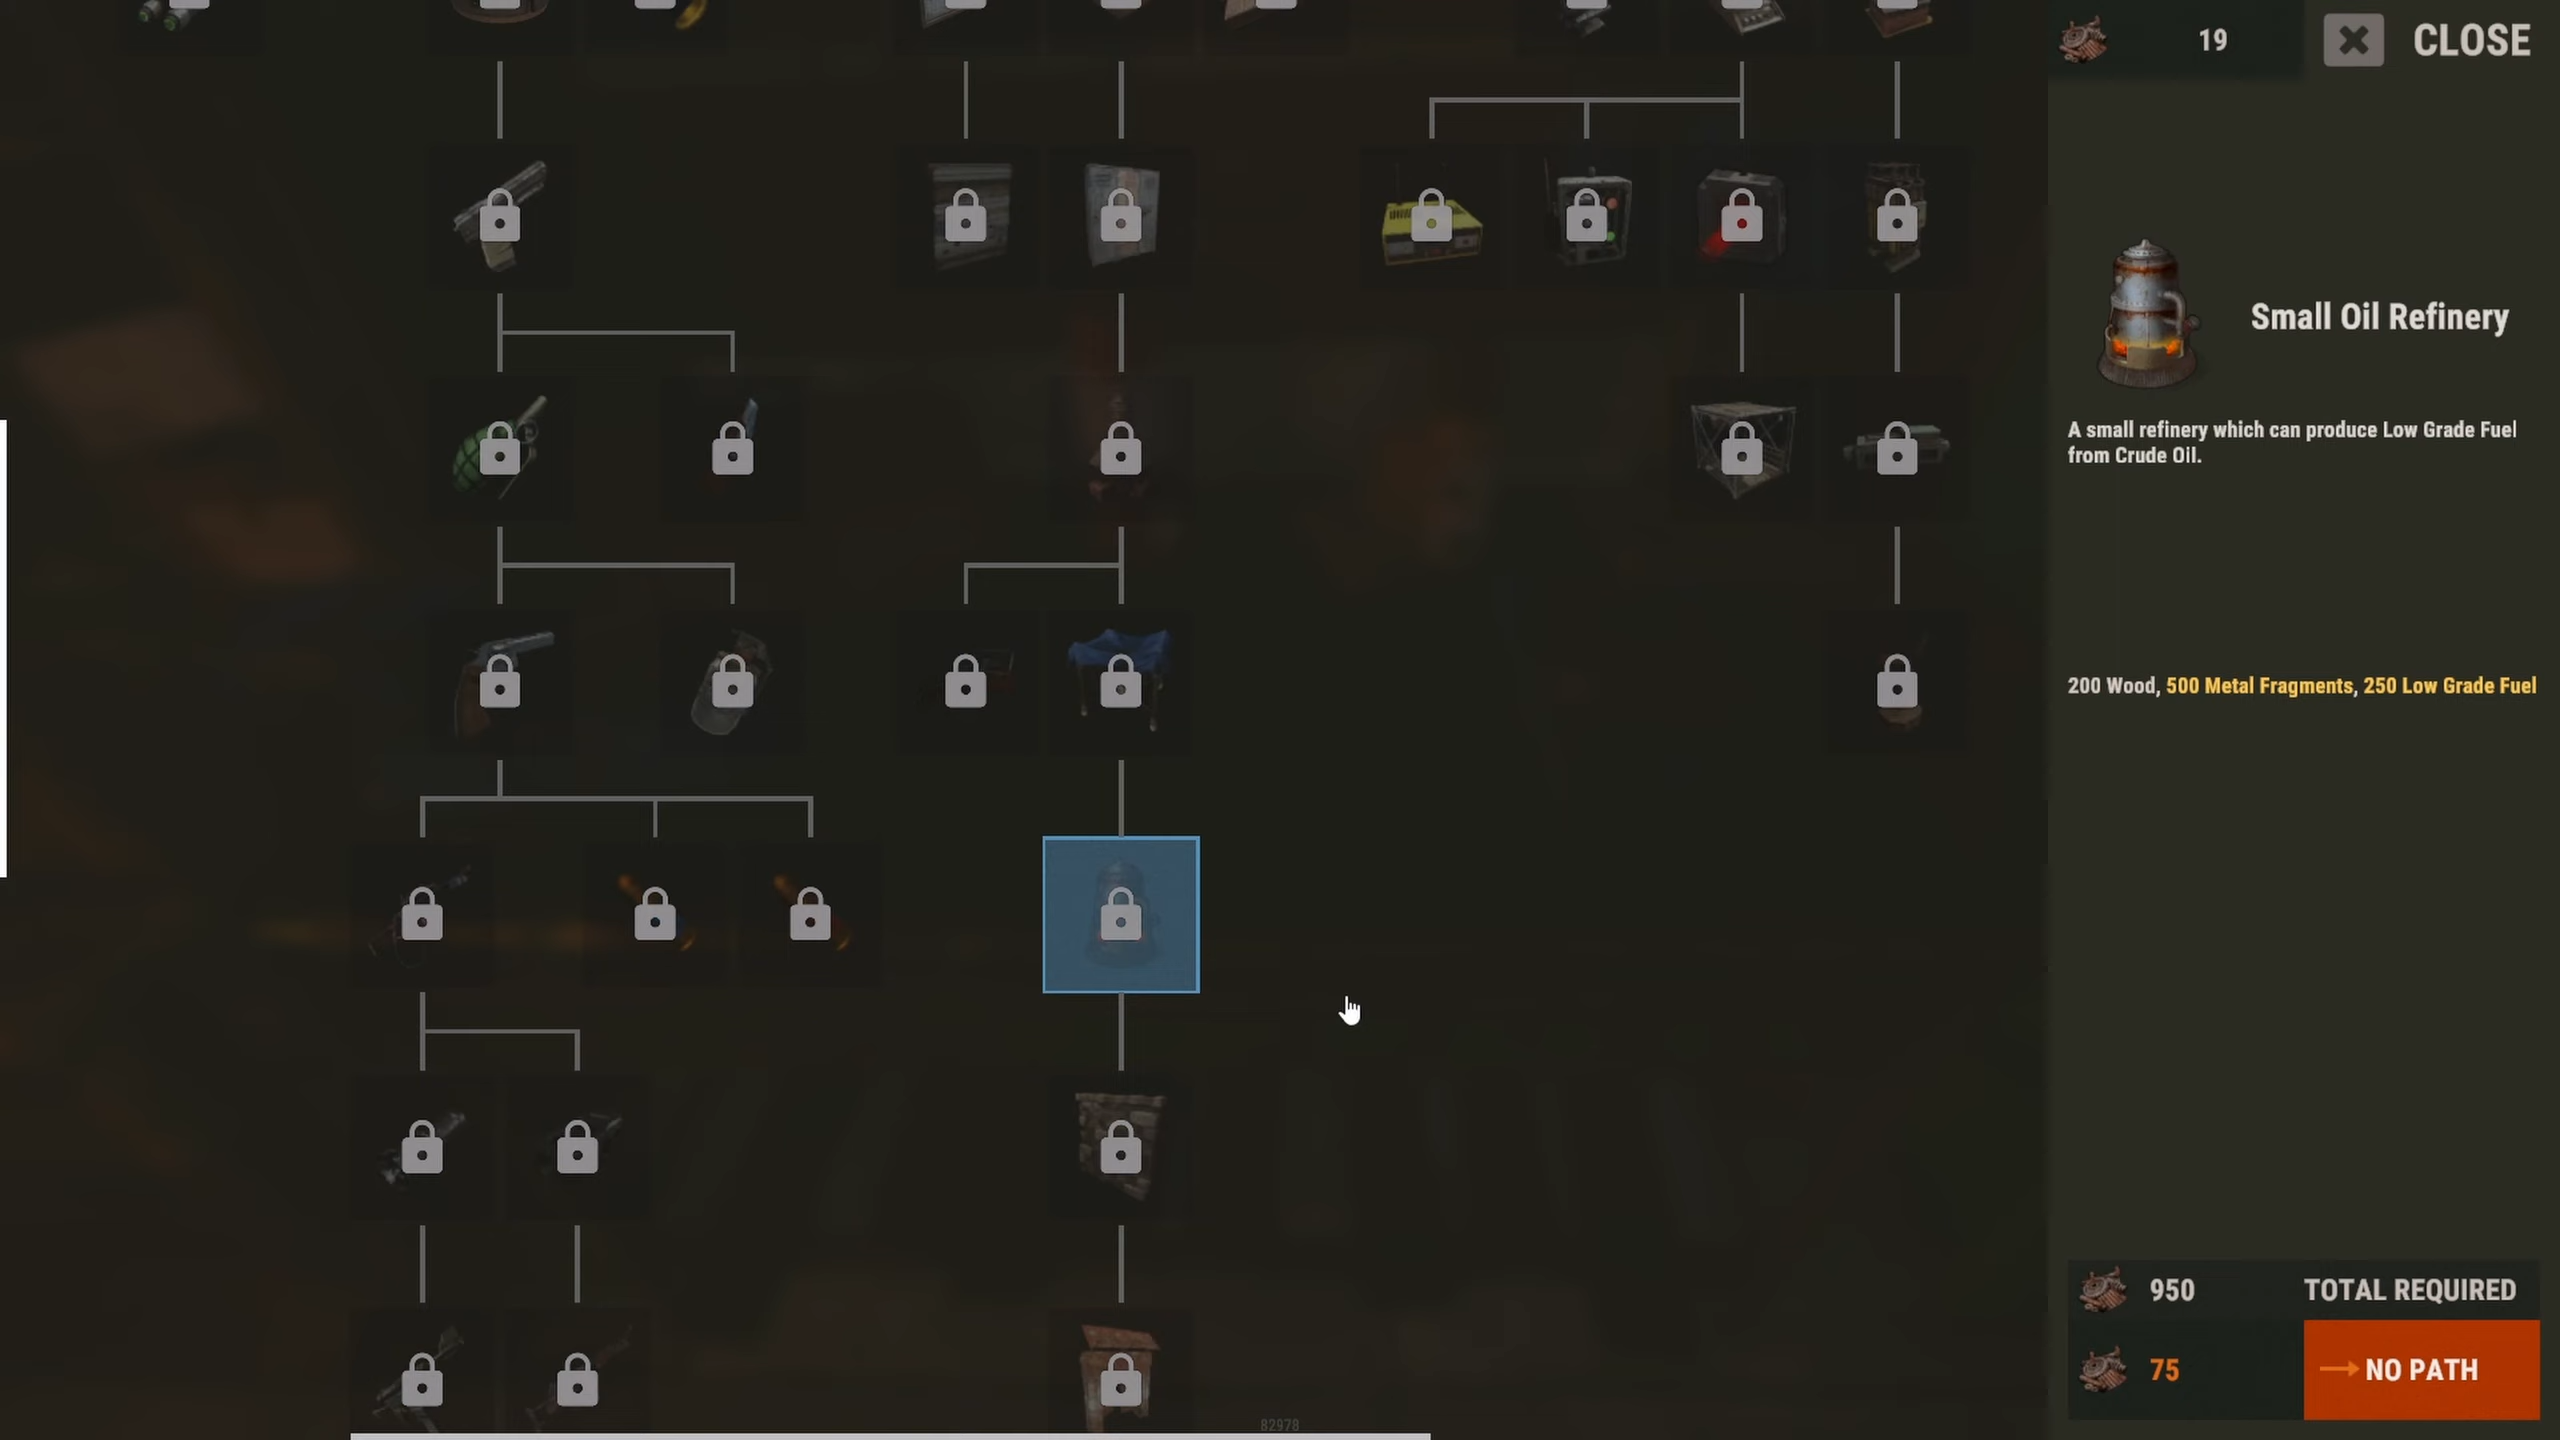 19
CLOSE
Small Oil Refinery
A small refinery which can produce Low Grade Fuel
from Crude Oil.
200 Wood, 500 Metal Fragments, 250 Low Grade Fuel
950 TOTAL REQUIRED
75 NO PATH
82978